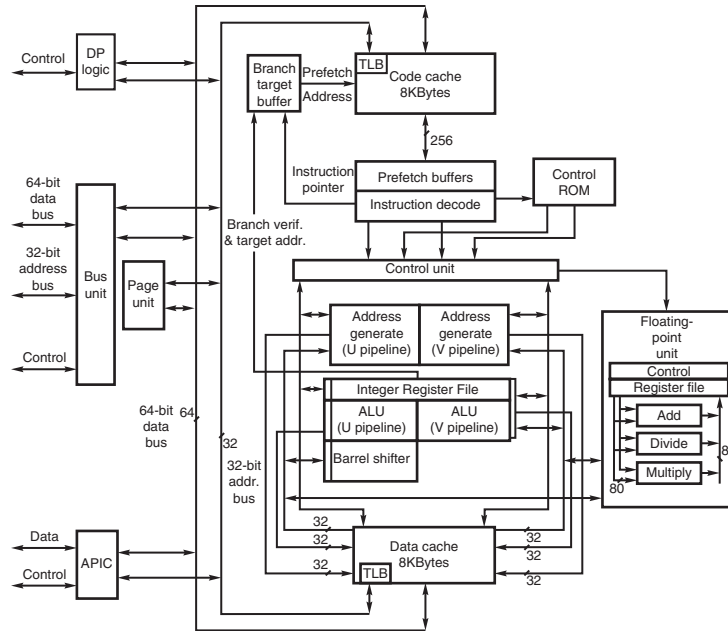 Control
DP
logic
Branch
target
buffer
Prefetch
Address
TLB
Code cache
8KBytes
256
Instruction
pointer
Prefetch buffers
Instruction decode
Control
ROM
64-bit
data
bus
32-bit
address
bus
Control
Bus
unit
Page
unit
Branch verif.
& target addr.
Control unit
Address
generate
(U pipeline)
Address
generate
(V pipeline)
Floating-
point
unit
Control
Register file
Add
Divide
Multiply
80
8
Integer Register File
ALU
(U pipeline)
ALU
(V pipeline)
Barrel shifter
64-bit
data
bus
64
32
32-bit
addr.
bus
32
32
32
32
32
32
Data cache
8KBytes
TLB
Data
Control
APIC